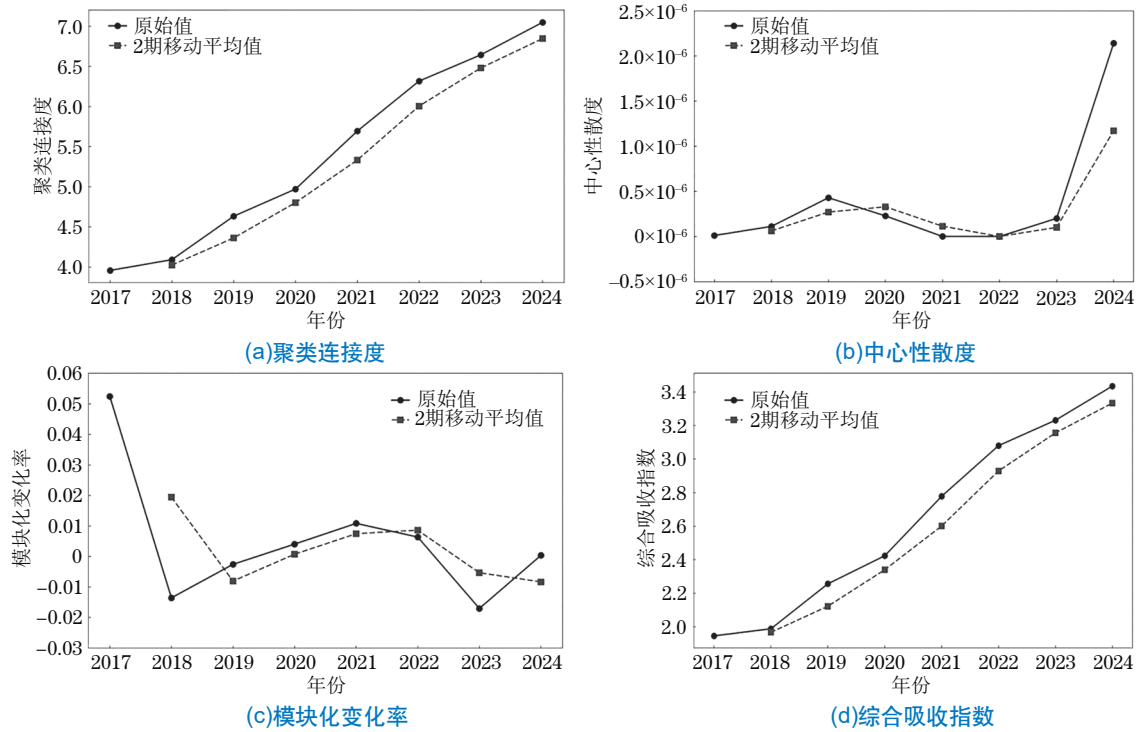 7.0
6.5
6.0
5.5
5.0
4.5
4.0
聚类连接度
原始值
2期移动平均值
2017 2018 2019 2020 2021 2022 2023 2024
年份
(a)聚类连接度
2.5×10⁻⁶
2.0×10⁻⁶
1.5×10⁻⁶
1.0×10⁻⁶
0.5×10⁻⁶
0×10⁻⁶
−0.5×10⁻⁶
中心性散度
原始值
2期移动平均值
2017 2018 2019 2020 2021 2022 2023 2024
年份
(b)中心性散度
0.06
0.05
0.04
0.03
0.02
0.01
0
−0.01
−0.02
−0.03
模块化变化率
原始值
2期移动平均值
2017 2018 2019 2020 2021 2022 2023 2024
年份
(c)模块化变化率
3.4
3.2
3.0
2.8
2.6
2.4
2.2
2.0
综合吸收指数
原始值
2期移动平均值
2017 2018 2019 2020 2021 2022 2023 2024
年份
(d)综合吸收指数